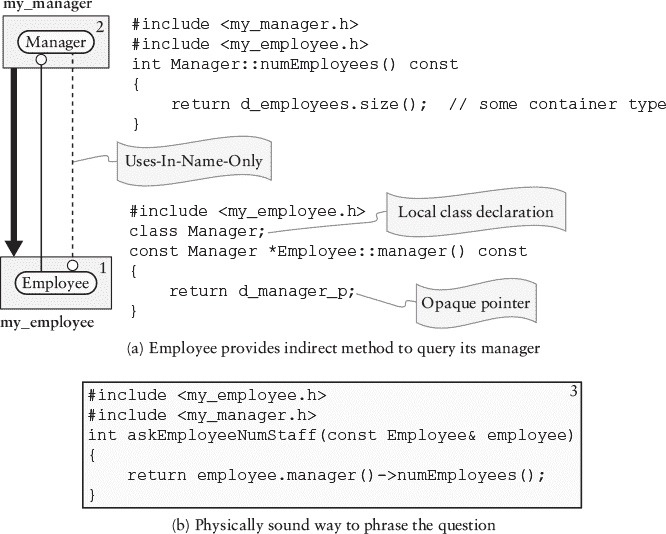 my_manager
2
Manager
#include <my_manager.h>
#include <my_employee.h>
int Manager::numEmployees() const
{
return d_employees.size();  // some container type
}
Uses-In-Name-Only
#include <my_employee.h>
class Manager;
Local class declaration
const Manager *Employee::manager() const
{
return d_manager_p;
Opaque pointer
}
1
Employee
my_employee
(a) Employee provides indirect method to query its manager
3
#include <my_employee.h>
#include <my_manager.h>
int askEmployeeNumStaff(const Employee& employee)
{
return employee.manager()->numEmployees();
}
(b) Physically sound way to phrase the question